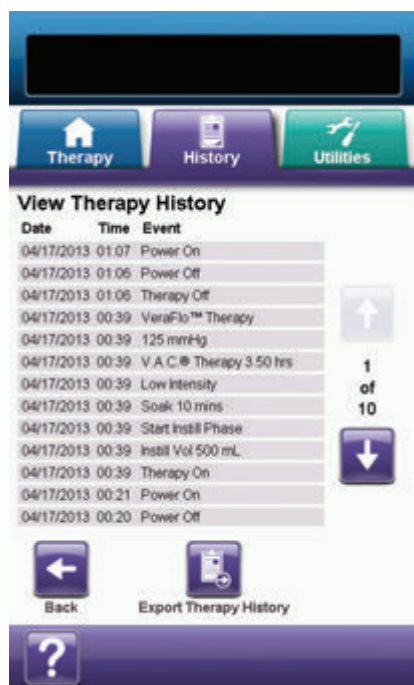 Therapy
History
Utilities
View Therapy History
Date Time Event
04/17/2013 01:07 Power On
04/17/2013 01:06 Power Off
04/17/2013 01:06 Therapy Off
04/17/2013 00:39 VeraFlo™ Therapy
04/17/2013 00:39 125 mmHg
04/17/2013 00:39 V.A.C.® Therapy 3.50 hrs
04/17/2013 00:39 Low Intensity
04/17/2013 00:39 Soak 10 mins
04/17/2013 00:39 Start Instill Phase
04/17/2013 00:39 Instill Vol 500 mL
04/17/2013 00:39 Therapy On
04/17/2013 00:21 Power On
04/17/2013 00:20 Power Off
1
of
10
Back
Export Therapy History
?